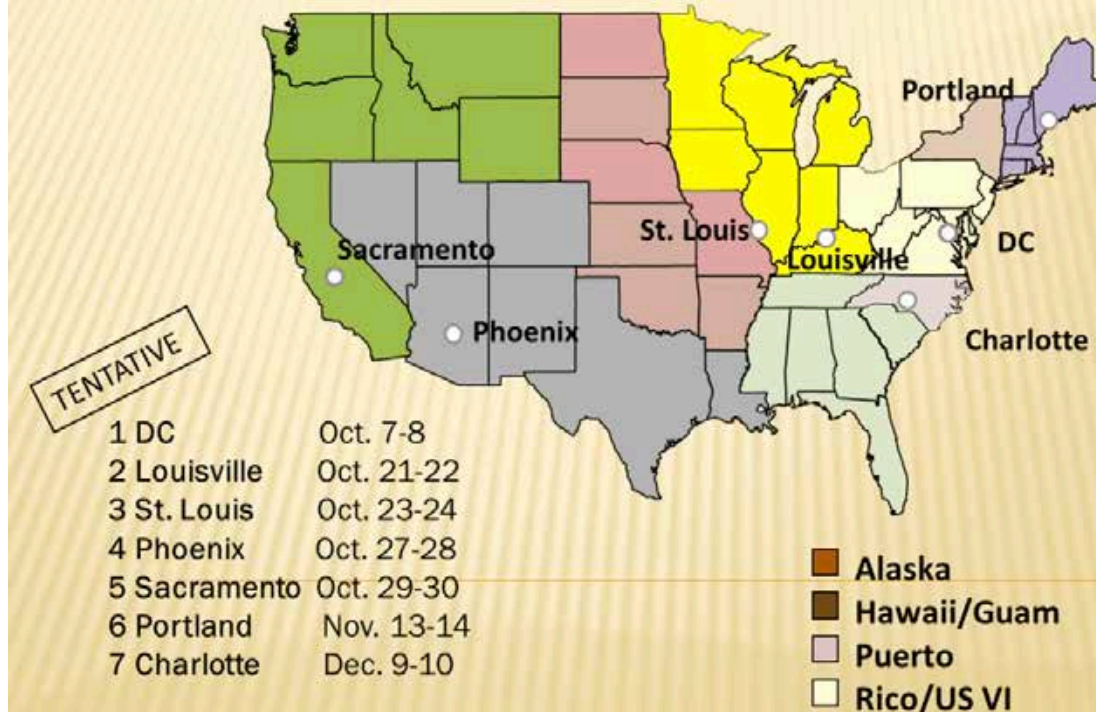 Portland
St. Louis
DC
Sacramento
Louisville
Phoenix
Charlotte
TENTATIVE
1 DC Oct. 7-8
2 Louisville Oct. 21-22
3 St. Louis Oct. 23-24
4 Phoenix Oct. 27-28
5 Sacramento Oct. 29-30
6 Portland Nov. 13-14
7 Charlotte Dec. 9-10
Alaska
Hawaii/Guam
Puerto
Rico/US VI